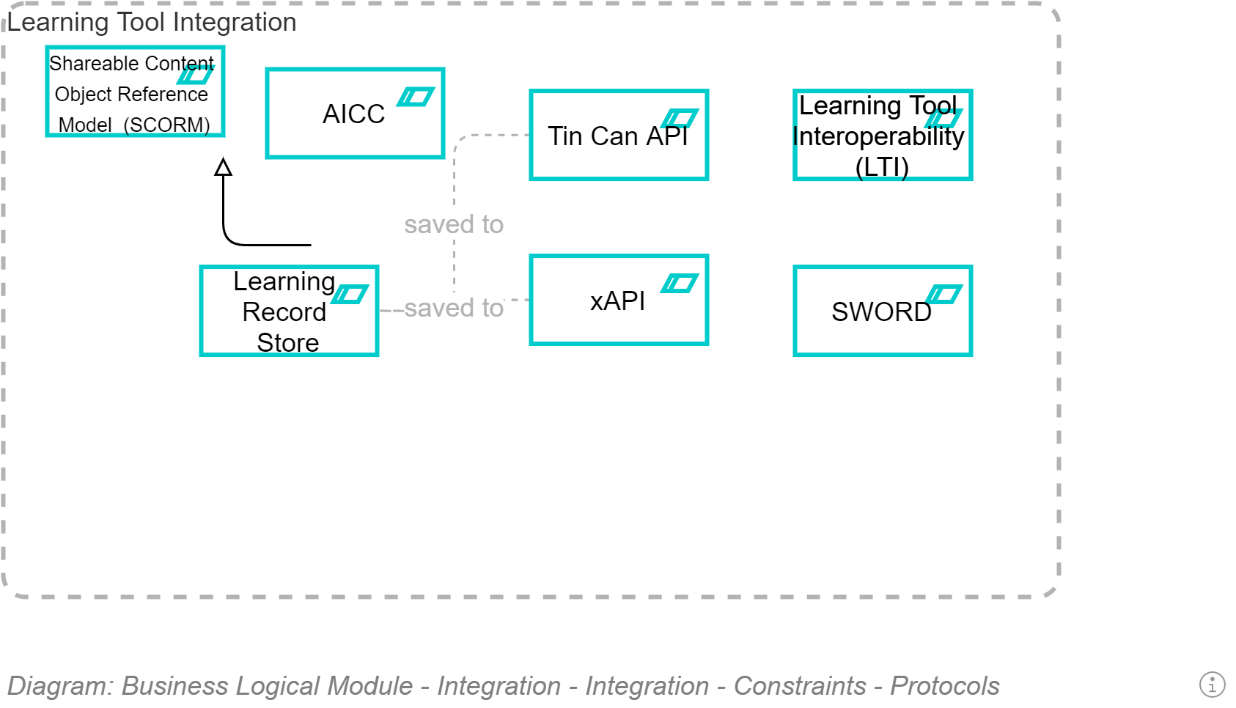 Learning Tool Integration
Shareable Content
Object Reference
Model (SCORM)
AICC
Tin Can API
Learning Tool
Interoperability
(LTI)
saved to
Learning
Record
Store
saved to
xAPI
SWORD
Diagram: Business Logical Module - Integration - Integration - Constraints - Protocols